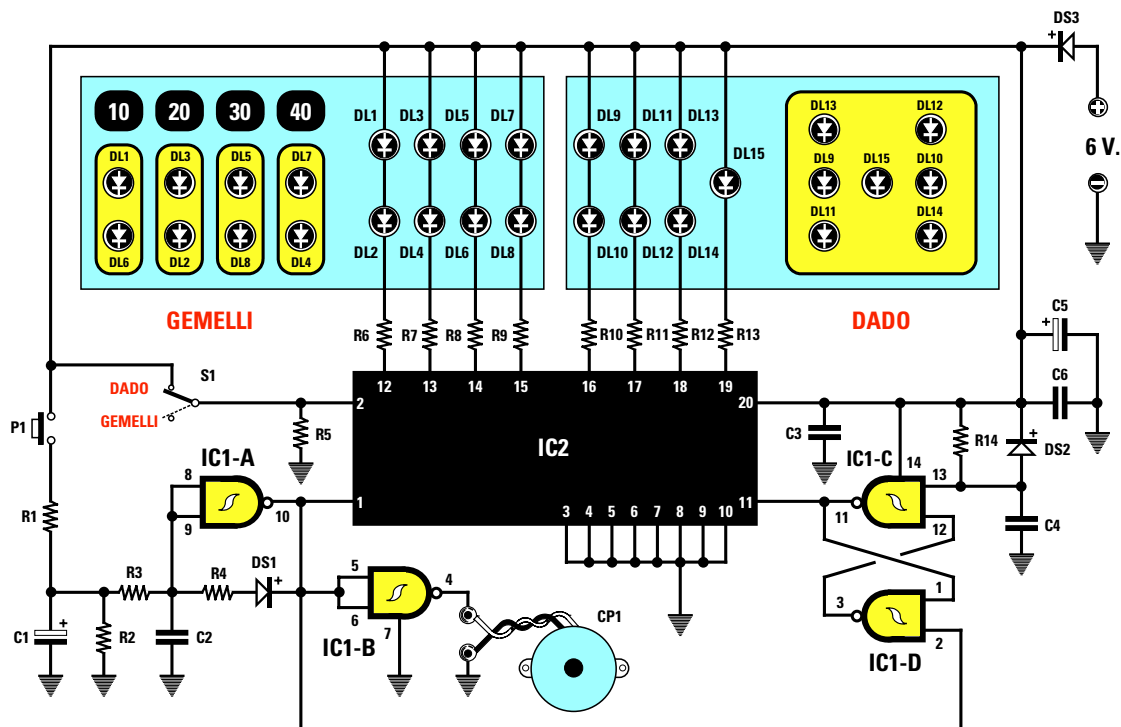 DS3
+
10 20 30 40
DL1 DL3 DL5 DL7
DL6 DL2 DL8 DL4
DL1 DL3 DL5 DL7
DL2 DL4 DL6 DL8
DL9 DL11 DL13
DL15
DL10 DL12 DL14
DL13 DL12
DL9 DL15 DL10
DL11 DL14
+
6 V.
−
GEMELLI
DADO
R6 R7 R8 R9
R10 R11 R12 R13
C5
+
C6
S1
DADO
GEMELLI
P1
R5
12 13 14 15 16 17 18 19
2 20
IC2
1 11
3 4 5 6 7 8 9 10
C3
R14
DS2
+
C4
IC1-A
8
9
10
R1
R3
R4
DS1
+
C1
+
R2
C2
IC1-B
5
6
4
7
CP1
IC1-C
14
13
12
11
IC1-D
1
2
3